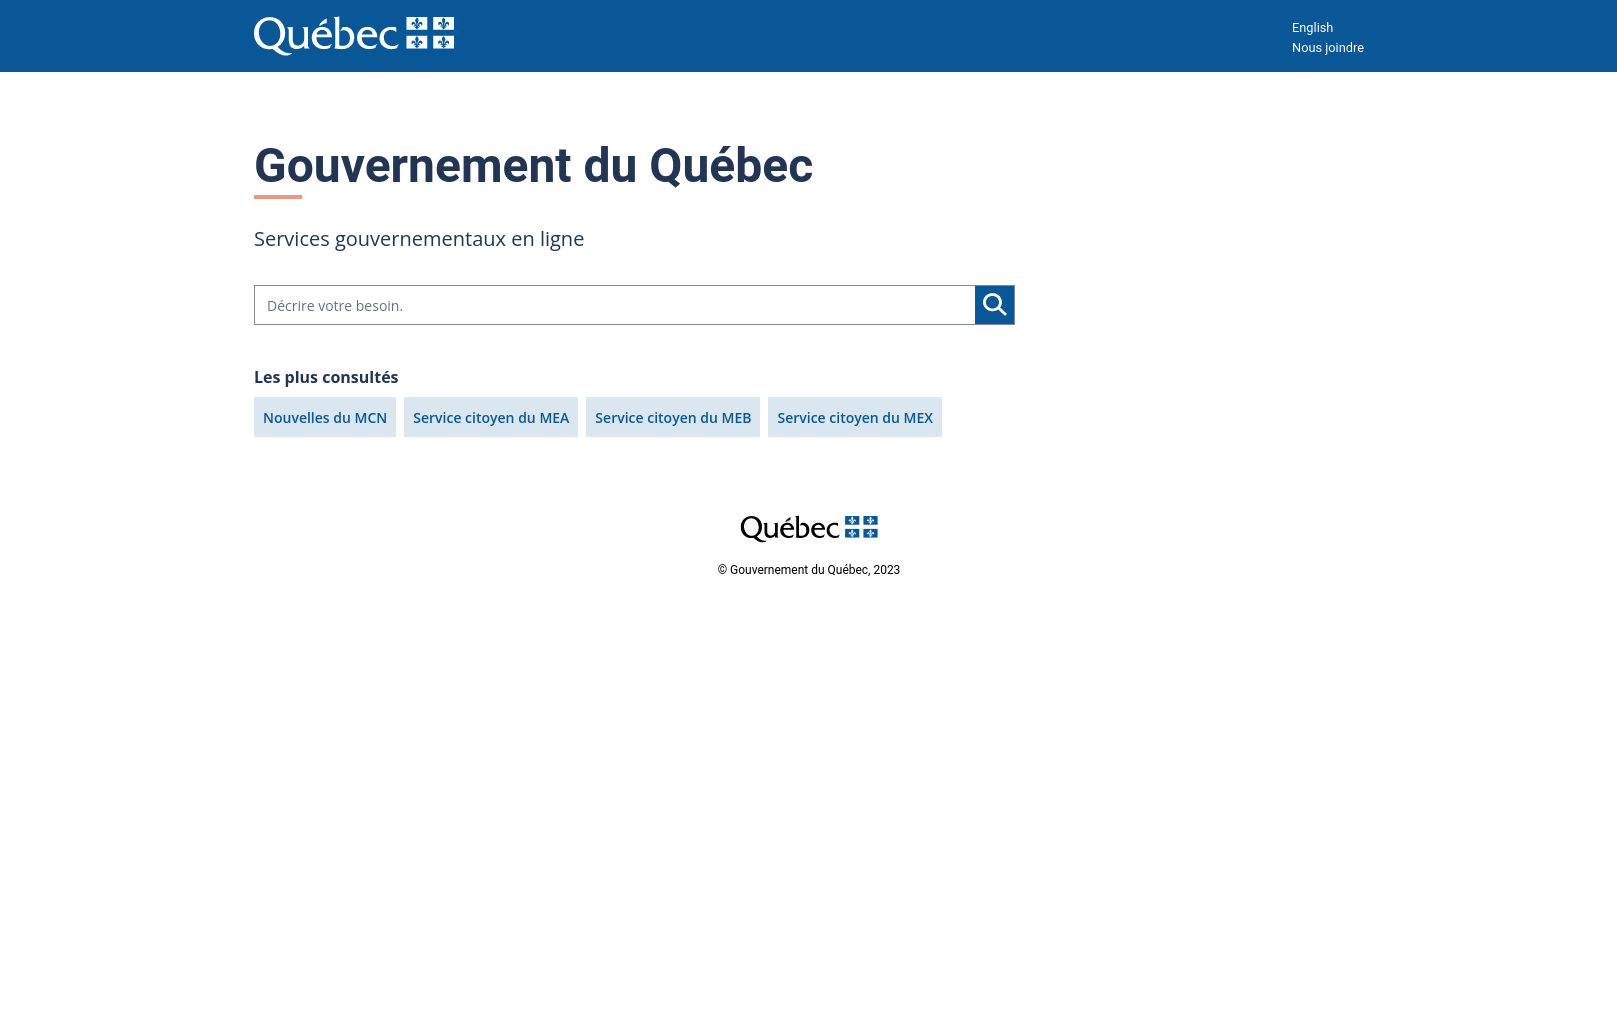 Québec
English
Nous joindre
Gouvernement du Québec
Services gouvernementaux en ligne
Décrire votre besoin.
Les plus consultés
Nouvelles du MCN
Service citoyen du MEA
Service citoyen du MEB
Service citoyen du MEX
Québec
© Gouvernement du Québec, 2023